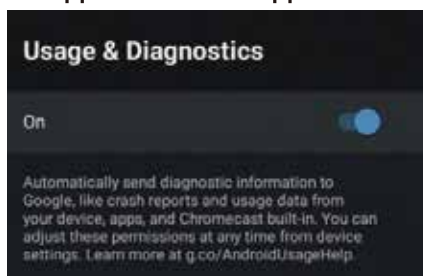 Usage & Diagnostics
On
Automatically send diagnostic information to
Google, like crash reports and usage data from
your device, apps, and Chromecast built-in. You can
adjust these permissions at any time from device
settings. Learn more at g.co/AndroidUsageHelp.